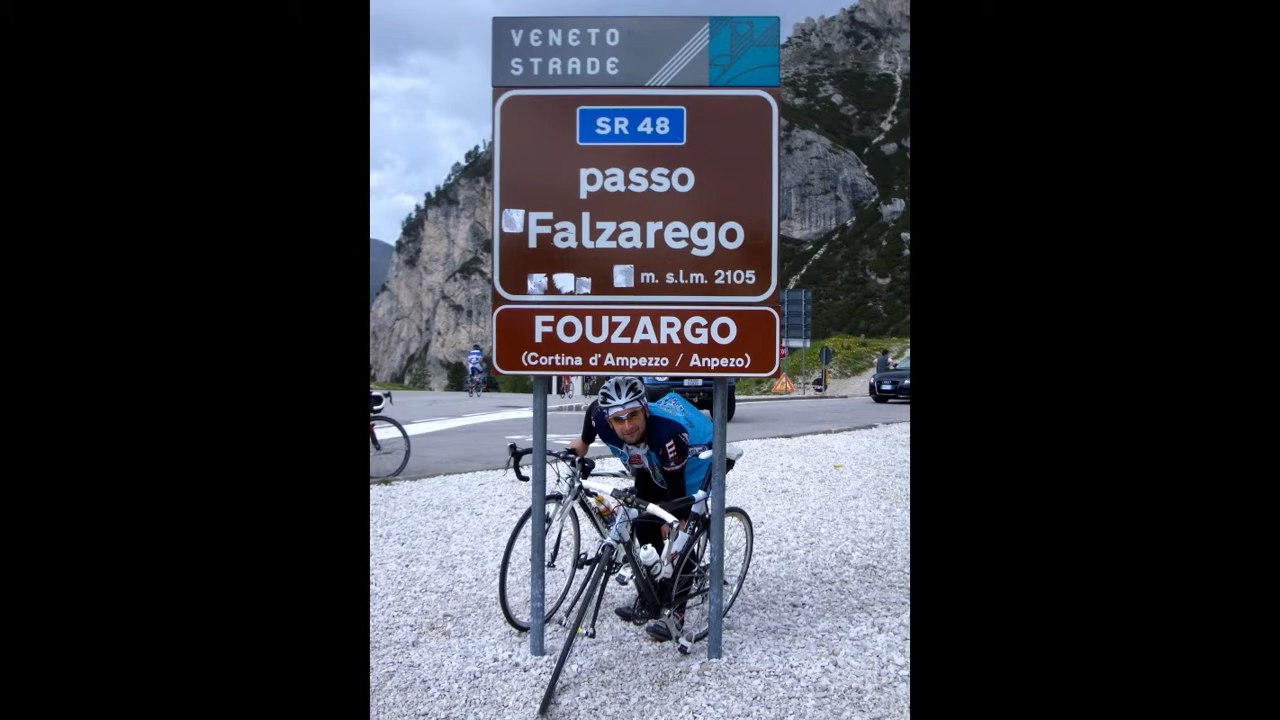 VENETO
STRADE
SR 48
passo
Falzarego
m. s.l.m. 2105
FOUZARGO
(Cortina d'Ampezzo / Anpezo)